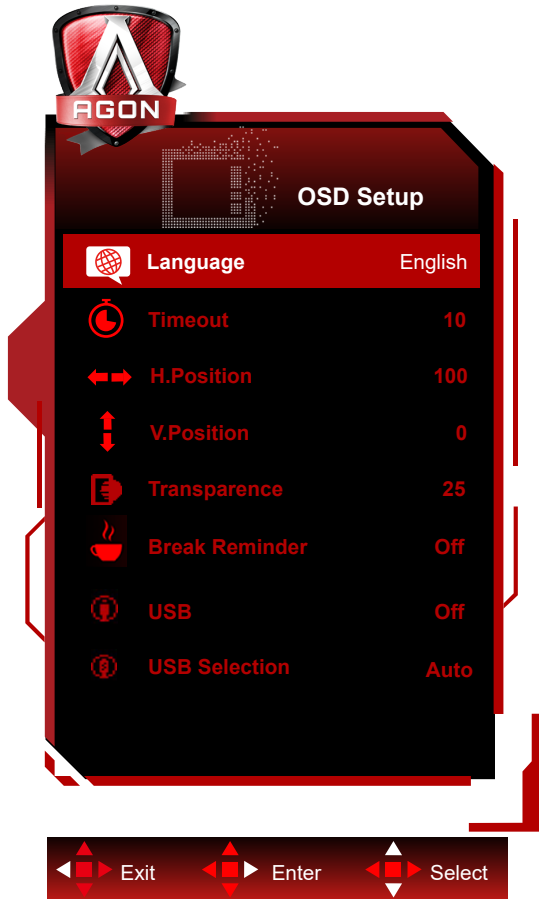 AGON
OSD Setup
Language English
Timeout 10
H.Position 100
V.Position 0
Transparence 25
Break Reminder Off
USB Off
USB Selection Auto
Exit Enter Select